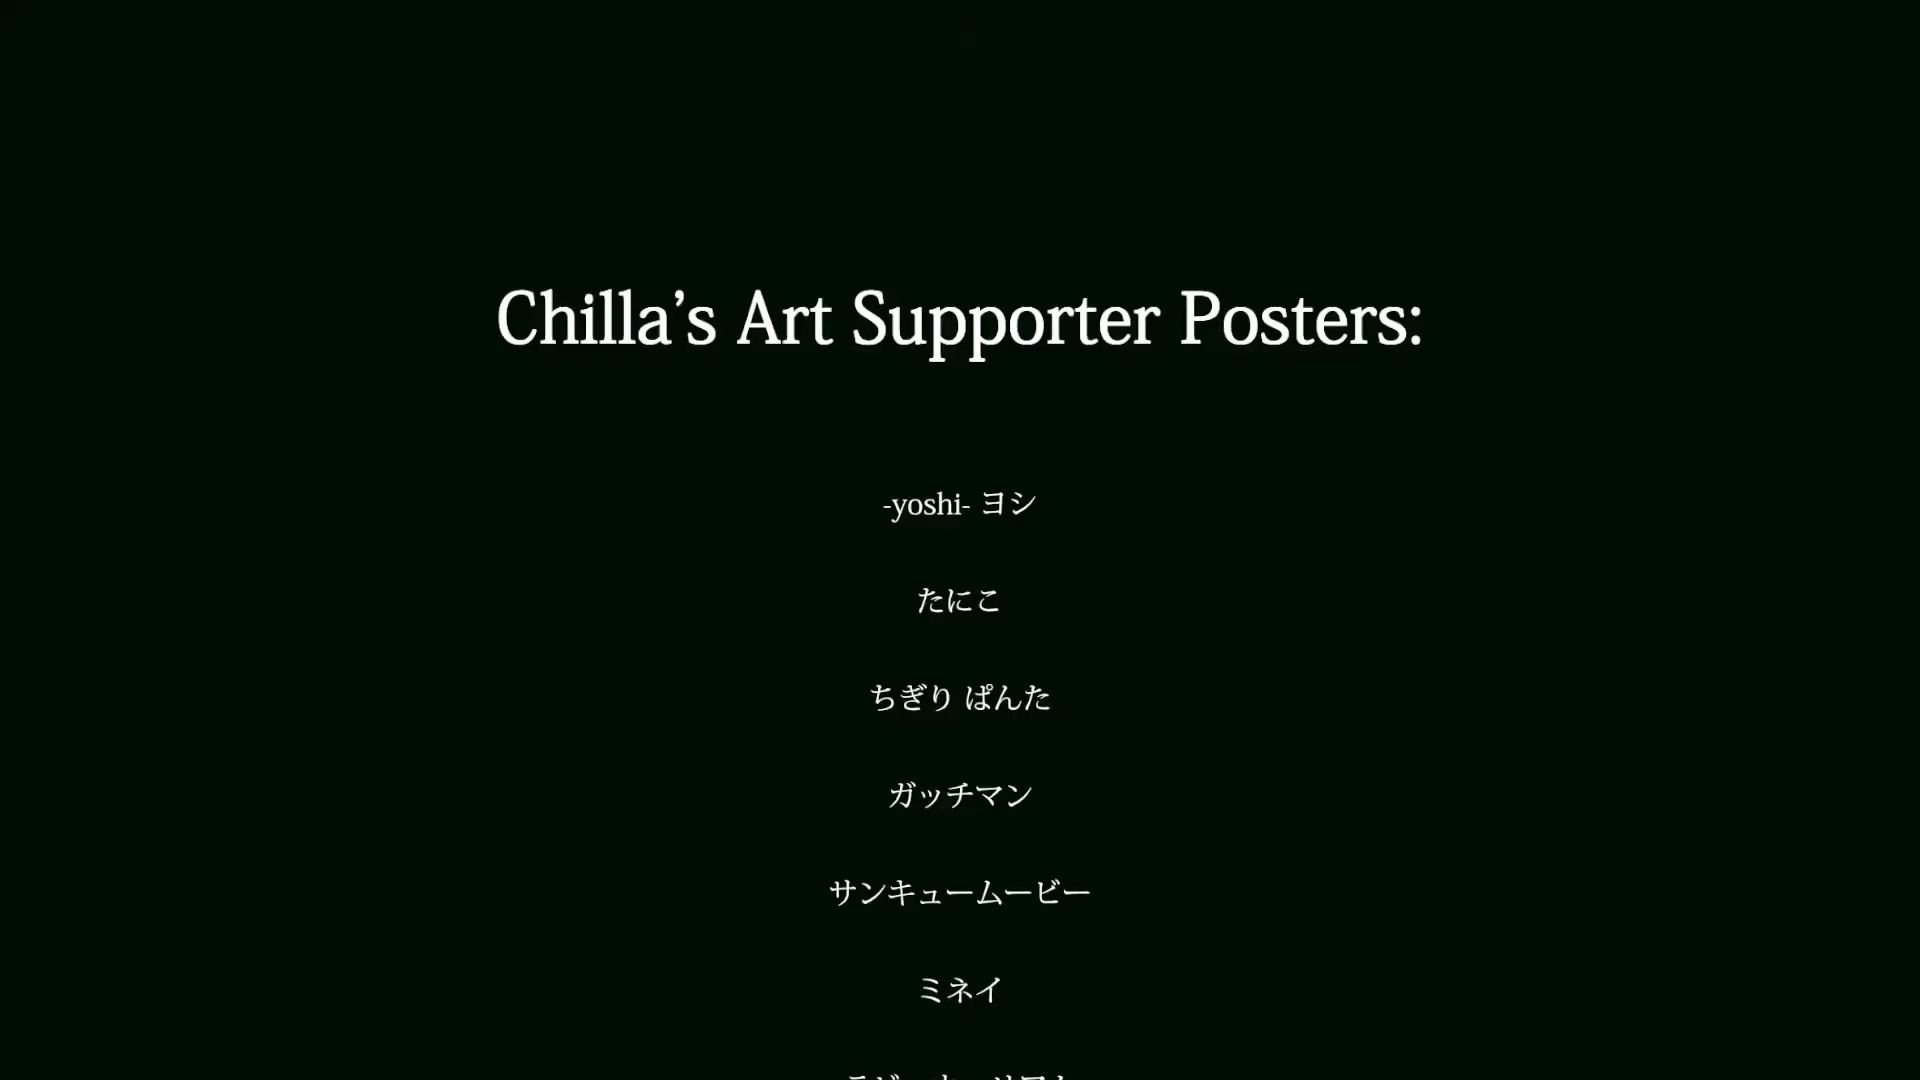 Chilla’s Art Supporter Posters:
-yoshi- ヨシ
たにこ
ちぎり ぱんた
ガッチマン
サンキュームービー
ミネイ